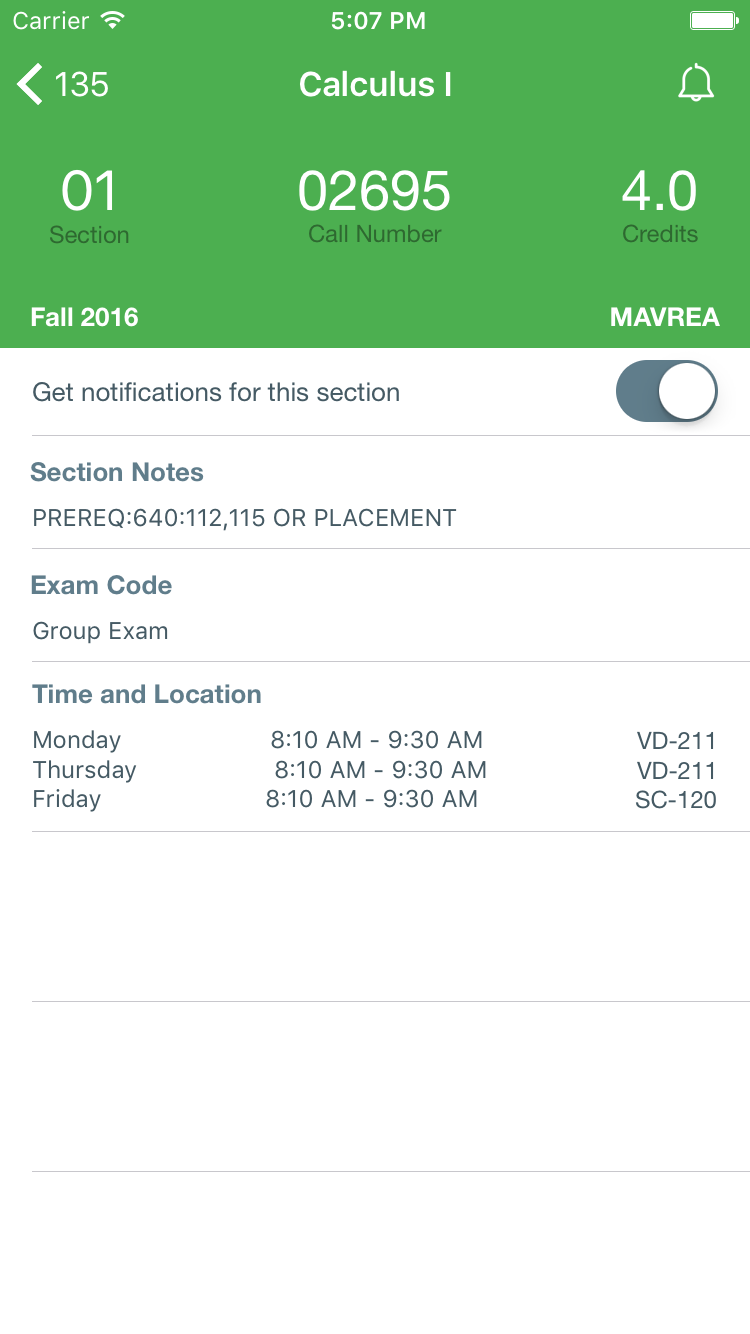 Carrier 5:07 PM
135 Calculus I
01 02695 4.0
Section Call Number Credits
Fall 2016 MAVREA
Get notifications for this section
Section Notes
PREREQ:640:112,115 OR PLACEMENT
Exam Code
Group Exam
Time and Location
Monday 8:10 AM - 9:30 AM VD-211
Thursday 8:10 AM - 9:30 AM VD-211
Friday 8:10 AM - 9:30 AM SC-120